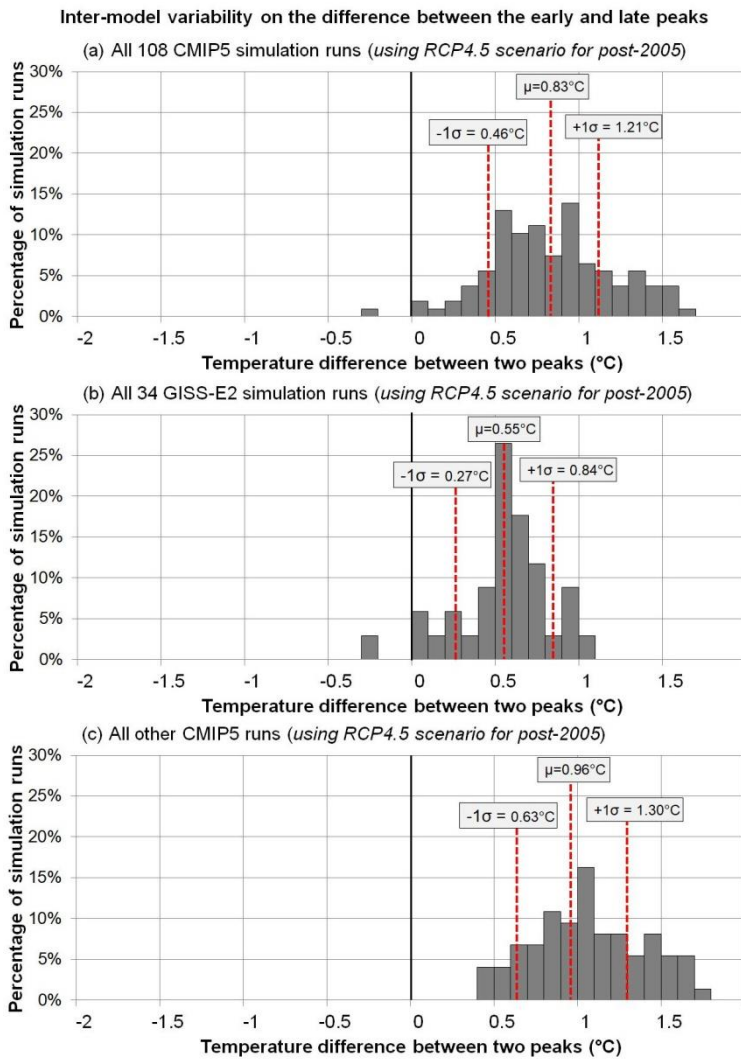 Inter-model variability on the difference between the early and late peaks
(a) All 108 CMIP5 simulation runs (using RCP4.5 scenario for post-2005)
Percentage of simulation runs
30%
25%
20%
15%
10%
5%
0%
μ=0.83°C
-1σ = 0.46°C
+1σ = 1.21°C
-2 -1.5 -1 -0.5 0 0.5 1 1.5
Temperature difference between two peaks (°C)
(b) All 34 GISS-E2 simulation runs (using RCP4.5 scenario for post-2005)
Percentage of simulation runs
30%
25%
20%
15%
10%
5%
0%
μ=0.55°C
-1σ = 0.27°C
+1σ = 0.84°C
-2 -1.5 -1 -0.5 0 0.5 1 1.5
Temperature difference between two peaks (°C)
(c) All other CMIP5 runs (using RCP4.5 scenario for post-2005)
Percentage of simulation runs
30%
25%
20%
15%
10%
5%
0%
μ=0.96°C
-1σ = 0.63°C
+1σ = 1.30°C
-2 -1.5 -1 -0.5 0 0.5 1.0 1.5
Temperature difference between two peaks (°C)